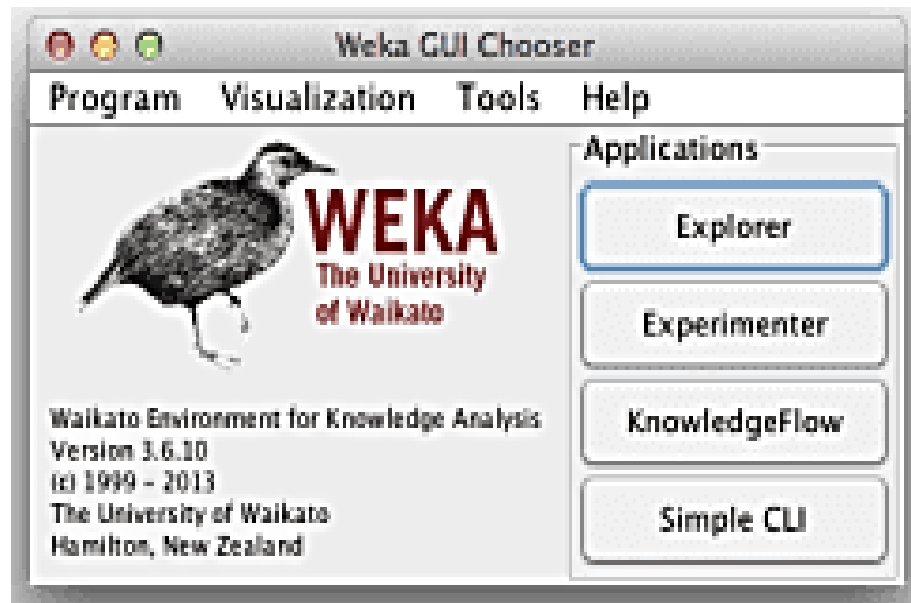 Weka GUI Chooser
Program Visualization Tools Help
WEKA
The University
of Waikato
Waikato Environment for Knowledge Analysis
Version 3.6.10
(c) 1999 - 2013
The University of Waikato
Hamilton, New Zealand
Applications
Explorer
Experimenter
KnowledgeFlow
Simple CLI